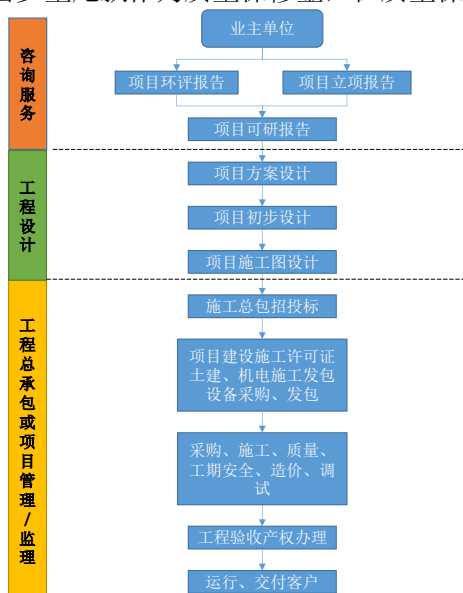 业主单位
咨询服务
项目环评报告
项目立项报告
项目可研报告
工程设计
项目方案设计
项目初步设计
项目施工图设计
工程总承包或项目管理/监理
施工总包招投标
项目建设施工许可证
土建、机电施工发包
设备采购、发包
采购、施工、质量、
工期安全、造价、调
试
工程验收产权办理
运行、交付客户